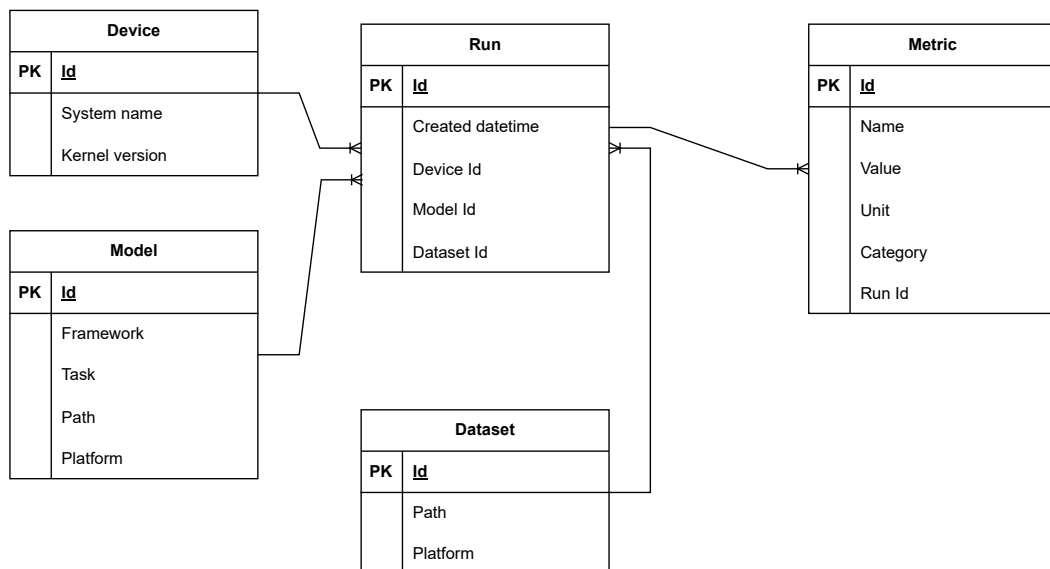 Device
PK Id
System name
Kernel version
Model
PK Id
Framework
Task
Path
Platform
Run
PK Id
Created datetime
Device Id
Model Id
Dataset Id
Dataset
PK Id
Path
Platform
Metric
PK Id
Name
Value
Unit
Category
Run Id